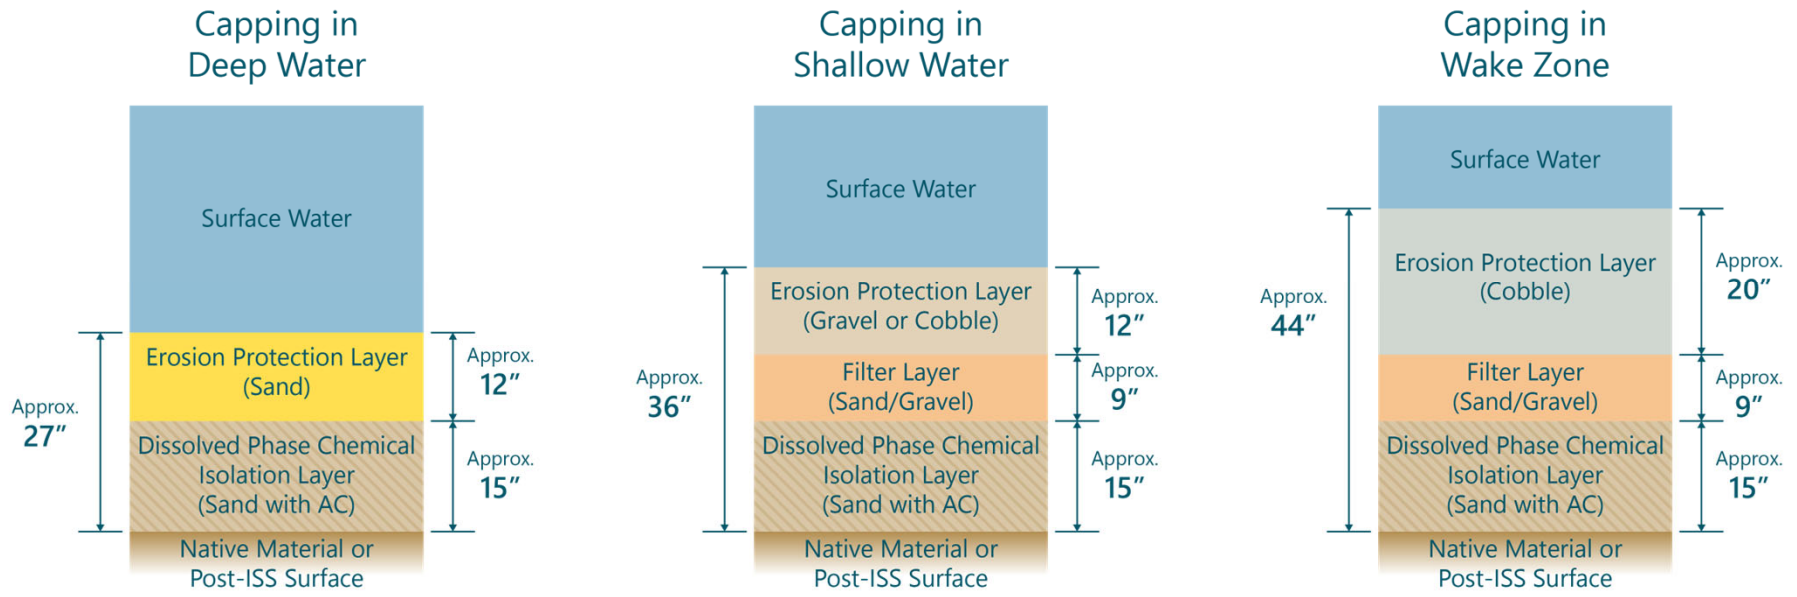 Capping in
Deep Water
Surface Water
Erosion Protection Layer
(Sand)
Dissolved Phase Chemical
Isolation Layer
(Sand with AC)
Native Material or
Post-ISS Surface
Approx.
27”
Approx.
12”
Approx.
15”
Capping in
Shallow Water
Surface Water
Erosion Protection Layer
(Gravel or Cobble)
Filter Layer
(Sand/Gravel)
Dissolved Phase Chemical
Isolation Layer
(Sand with AC)
Native Material or
Post-ISS Surface
Approx.
36”
Approx.
12”
Approx.
9”
Approx.
15”
Capping in
Wake Zone
Surface Water
Erosion Protection Layer
(Cobble)
Filter Layer
(Sand/Gravel)
Dissolved Phase Chemical
Isolation Layer
(Sand with AC)
Native Material or
Post-ISS Surface
Approx.
44”
Approx.
20”
Approx.
9”
Approx.
15”